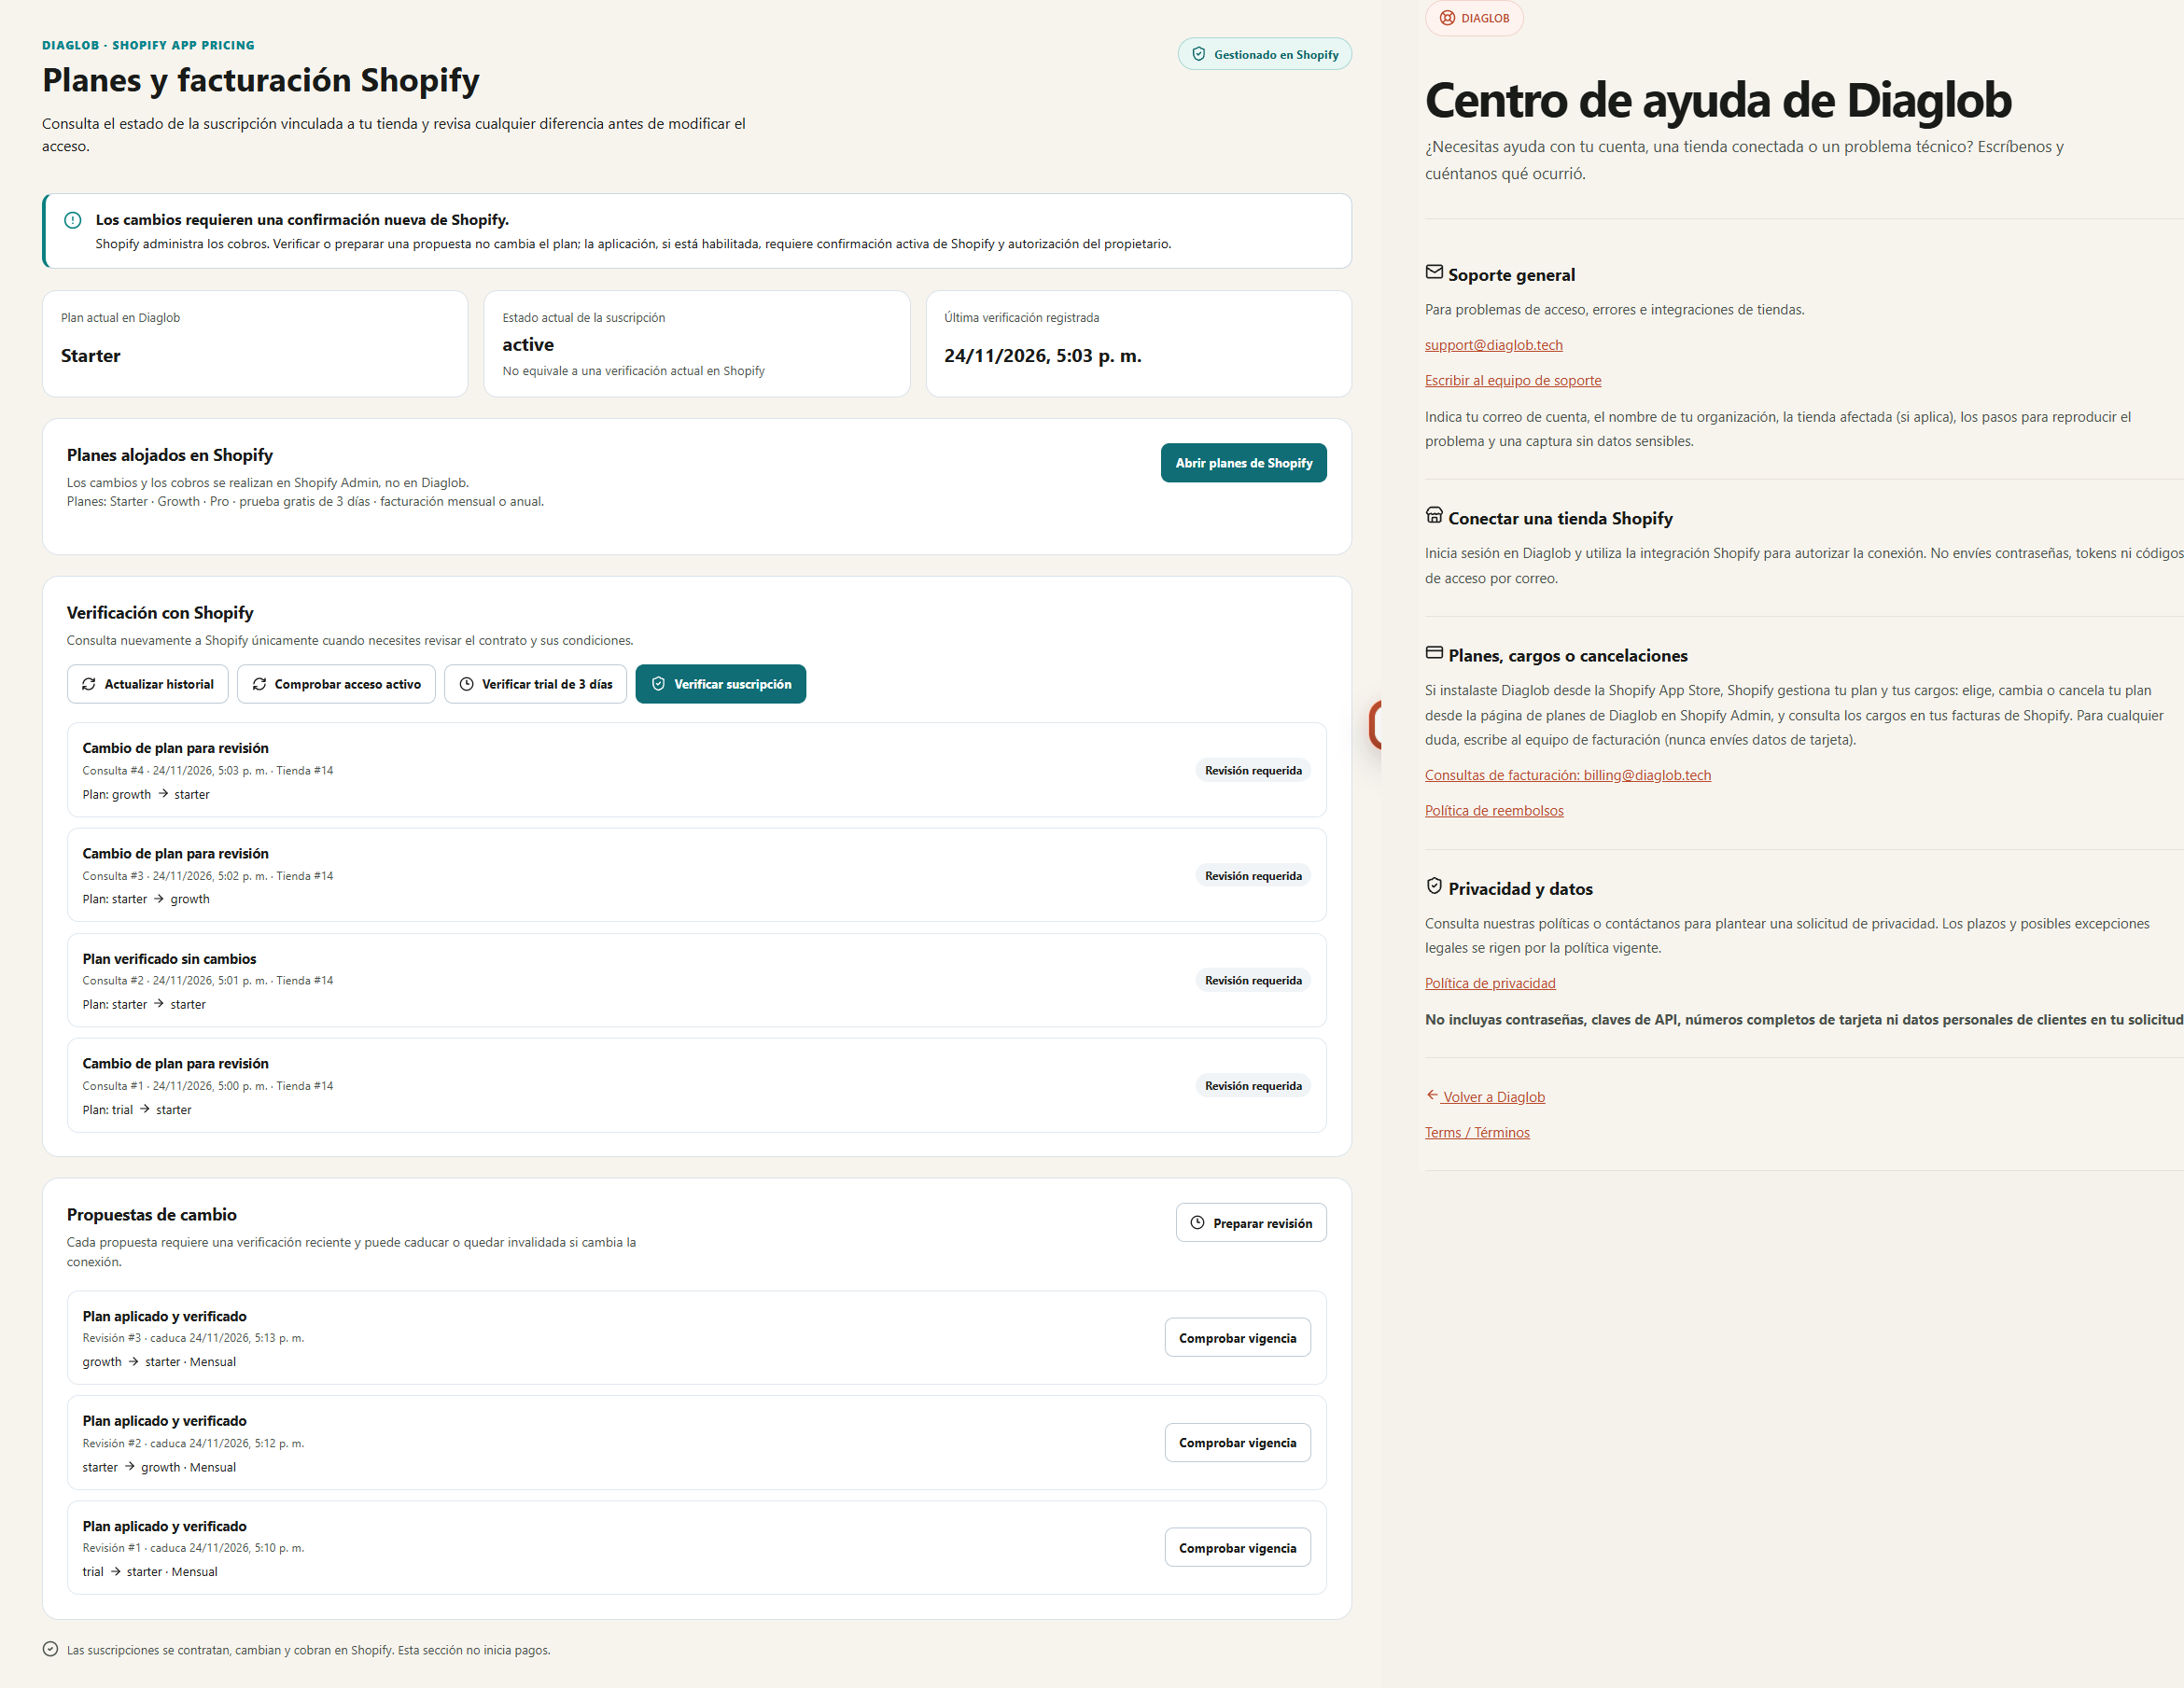 DIAGLOB · SHOPIFY APP PRICING
Planes y facturación Shopify
Gestionado en Shopify
Consulta el estado de la suscripción vinculada a tu tienda y revisa cualquier diferencia antes de modificar el
acceso.
Los cambios requieren una confirmación nueva de Shopify.
Shopify administra los cobros. Verificar o preparar una propuesta no cambia el plan; la aplicación, si está habilitada, requiere confirmación activa de Shopify y autorización del propietario.
Plan actual en Diaglob
Starter
Estado actual de la suscripción
active
No equivale a una verificación actual en Shopify
Última verificación registrada
24/11/2026, 5:03 p. m.
Planes alojados en Shopify
Los cambios y los cobros se realizan en Shopify Admin, no en Diaglob.
Planes: Starter · Growth · Pro · prueba gratis de 3 días · facturación mensual o anual.
Abrir planes de Shopify
Verificación con Shopify
Consulta nuevamente a Shopify únicamente cuando necesites revisar el contrato y sus condiciones.
Actualizar historial
Comprobar acceso activo
Verificar trial de 3 días
Verificar suscripción
Cambio de plan para revisión
Consulta #4 · 24/11/2026, 5:03 p. m. · Tienda #14
Plan: growth → starter
Revisión requerida
Cambio de plan para revisión
Consulta #3 · 24/11/2026, 5:02 p. m. · Tienda #14
Plan: starter → growth
Revisión requerida
Plan verificado sin cambios
Consulta #2 · 24/11/2026, 5:01 p. m. · Tienda #14
Plan: starter → starter
Revisión requerida
Cambio de plan para revisión
Consulta #1 · 24/11/2026, 5:00 p. m. · Tienda #14
Plan: trial → starter
Revisión requerida
Propuestas de cambio
Cada propuesta requiere una verificación reciente y puede caducar o quedar invalidada si cambia la
conexión.
Preparar revisión
Plan aplicado y verificado
Revisión #3 · caduca 24/11/2026, 5:13 p. m.
growth → starter · Mensual
Comprobar vigencia
Plan aplicado y verificado
Revisión #2 · caduca 24/11/2026, 5:12 p. m.
starter → growth · Mensual
Comprobar vigencia
Plan aplicado y verificado
Revisión #1 · caduca 24/11/2026, 5:10 p. m.
trial → starter · Mensual
Comprobar vigencia
Las suscripciones se contratan, cambian y cobran en Shopify. Esta sección no inicia pagos.
DIAGLOB
Centro de ayuda de Diaglob
¿Necesitas ayuda con tu cuenta, una tienda conectada o un problema técnico? Escríbenos y
cuéntanos qué ocurrió.
Soporte general
Para problemas de acceso, errores e integraciones de tiendas.
support@diaglob.tech
Escribir al equipo de soporte
Indica tu correo de cuenta, el nombre de tu organización, la tienda afectada (si aplica), los pasos para reproducir el
problema y una captura sin datos sensibles.
Conectar una tienda Shopify
Inicia sesión en Diaglob y utiliza la integración Shopify para autorizar la conexión. No envíes contraseñas, tokens ni códigos
de acceso por correo.
Planes, cargos o cancelaciones
Si instalaste Diaglob desde la Shopify App Store, Shopify gestiona tu plan y tus cargos: elige, cambia o cancela tu plan
desde la página de planes de Diaglob en Shopify Admin, y consulta los cargos en tus facturas de Shopify. Para cualquier
duda, escribe al equipo de facturación (nunca envíes datos de tarjeta).
Consultas de facturación: billing@diaglob.tech
Política de reembolsos
Privacidad y datos
Consulta nuestras políticas o contáctanos para plantear una solicitud de privacidad. Los plazos y posibles excepciones
legales se rigen por la política vigente.
Política de privacidad
No incluyas contraseñas, claves de API, números completos de tarjeta ni datos personales de clientes en tu solicitud
← Volver a Diaglob
Terms / Términos